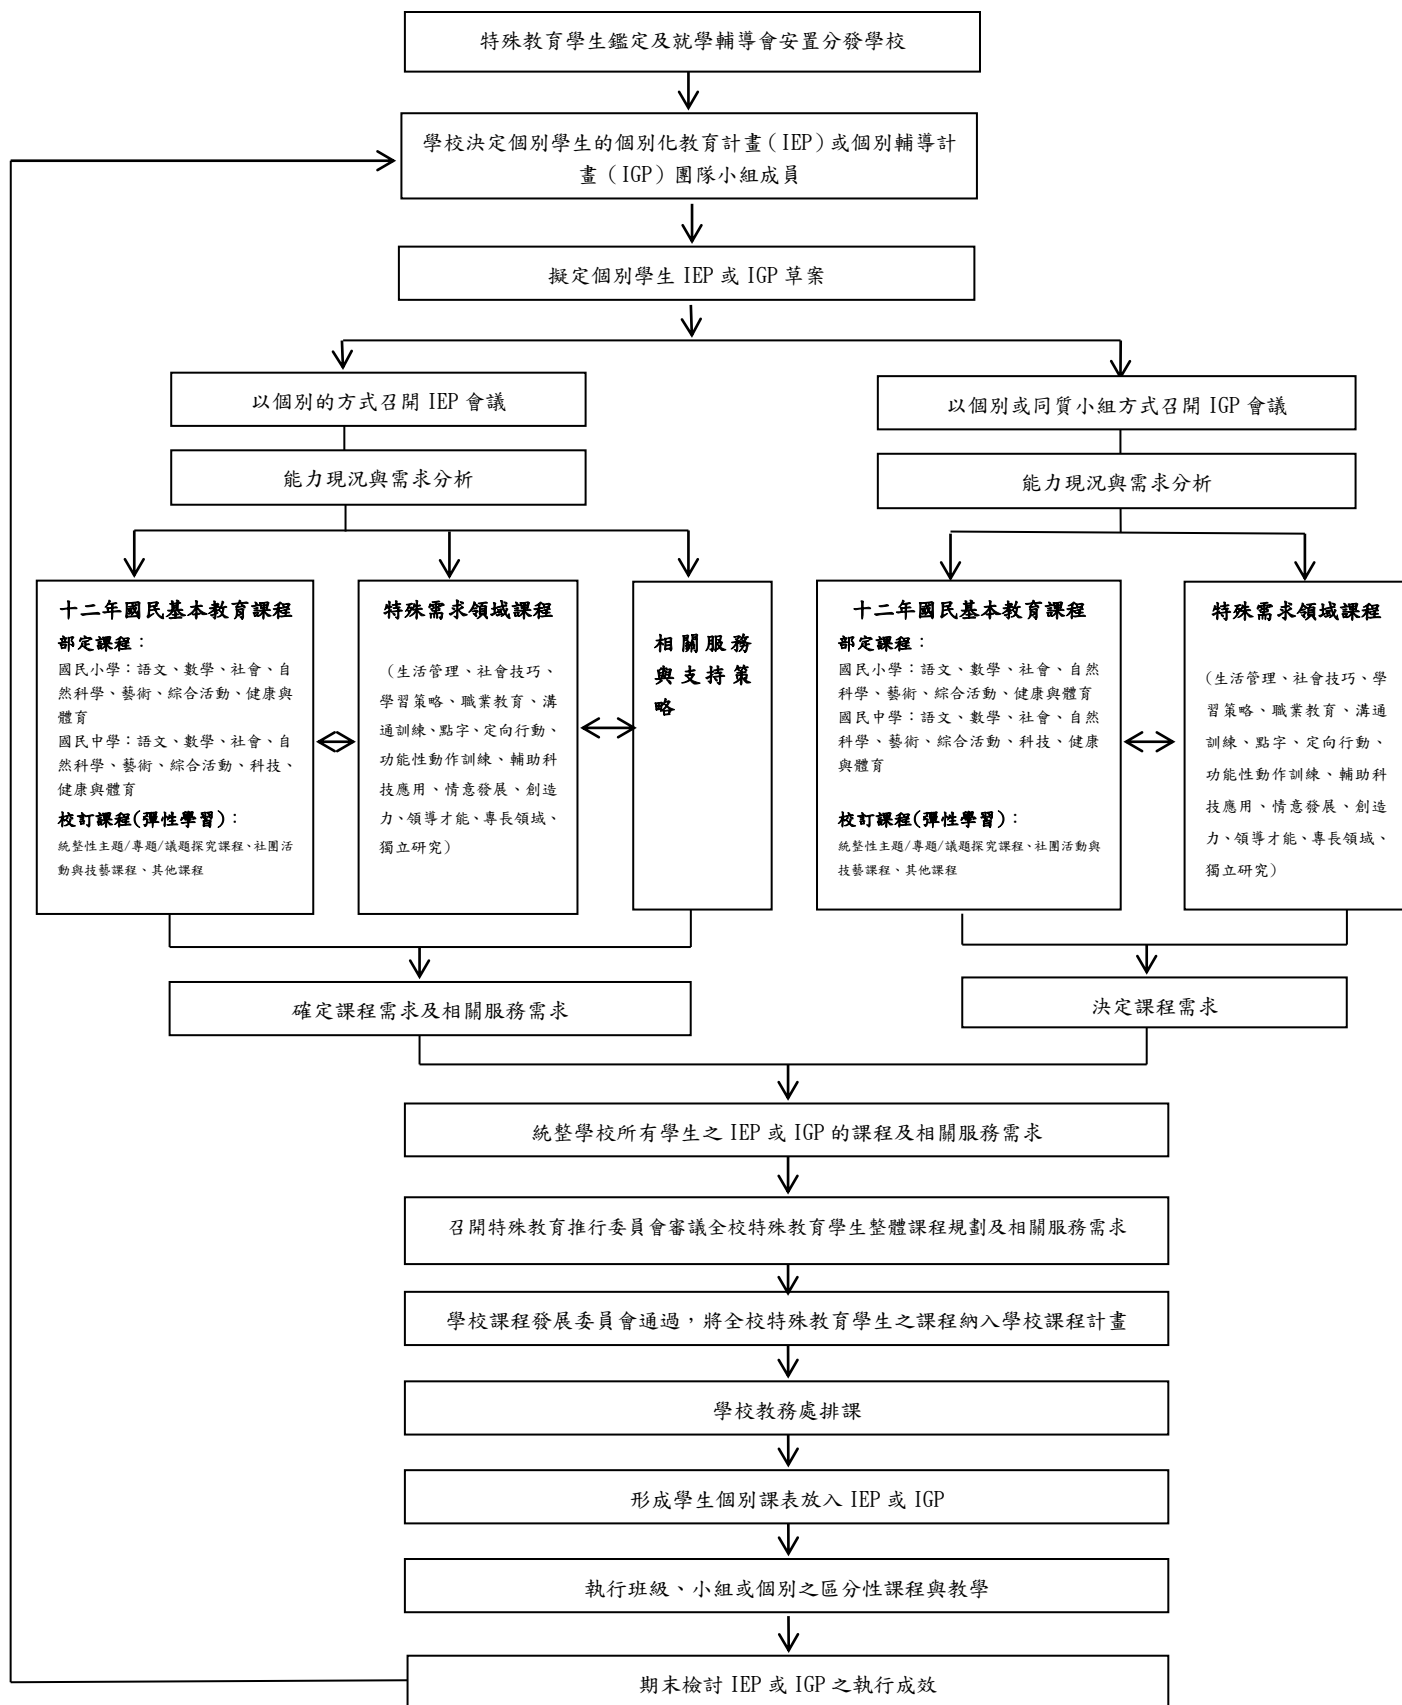 特殊教育學生鑑定及就學輔導會安置分發學校
學校決定個別學生的個別化教育計畫（IEP）或個別輔導計
畫（IGP）團隊小組成員
擬定個別學生 IEP 或 IGP 草案
以個別的方式召開 IEP 會議
能力現況與需求分析
十二年國民基本教育課程
部定課程：
國民小學：語文、數學、社會、自
然科學、藝術、綜合活動、健康與
體育
國民中學：語文、數學、社會、自
然科學、藝術、綜合活動、科技、
健康與體育
校訂課程(彈性學習)：
統整性主題/專題/議題探究課程、社團活
動與技藝課程、其他課程
特殊需求領域課程
（生活管理、社會技巧、
學習策略、職業教育、溝
通訓練、點字、定向行動、
功能性動作訓練、輔助科
技應用、情意發展、創造
力、領導才能、專長領域、
獨立研究）
相關服務
與支持策
略
確定課程需求及相關服務需求
以個別或同質小組方式召開 IGP 會議
能力現況與需求分析
十二年國民基本教育課程
部定課程：
國民小學：語文、數學、社會、自然
科學、藝術、綜合活動、健康與體育
國民中學：語文、數學、社會、自然
科學、藝術、綜合活動、科技、健康
與體育
校訂課程(彈性學習)：
統整性主題/專題/議題探究課程、社團活動與
技藝課程、其他課程
特殊需求領域課程
（生活管理、社會技巧、學
習策略、職業教育、溝通
訓練、點字、定向行動、
功能性動作訓練、輔助科
技應用、情意發展、創造
力、領導才能、專長領域、
獨立研究）
決定課程需求
統整學校所有學生之 IEP 或 IGP 的課程及相關服務需求
召開特殊教育推行委員會審議全校特殊教育學生整體課程規劃及相關服務需求
學校課程發展委員會通過，將全校特殊教育學生之課程納入學校課程計畫
學校教務處排課
形成學生個別課表放入 IEP 或 IGP
執行班級、小組或個別之區分性課程與教學
期末檢討 IEP 或 IGP 之執行成效